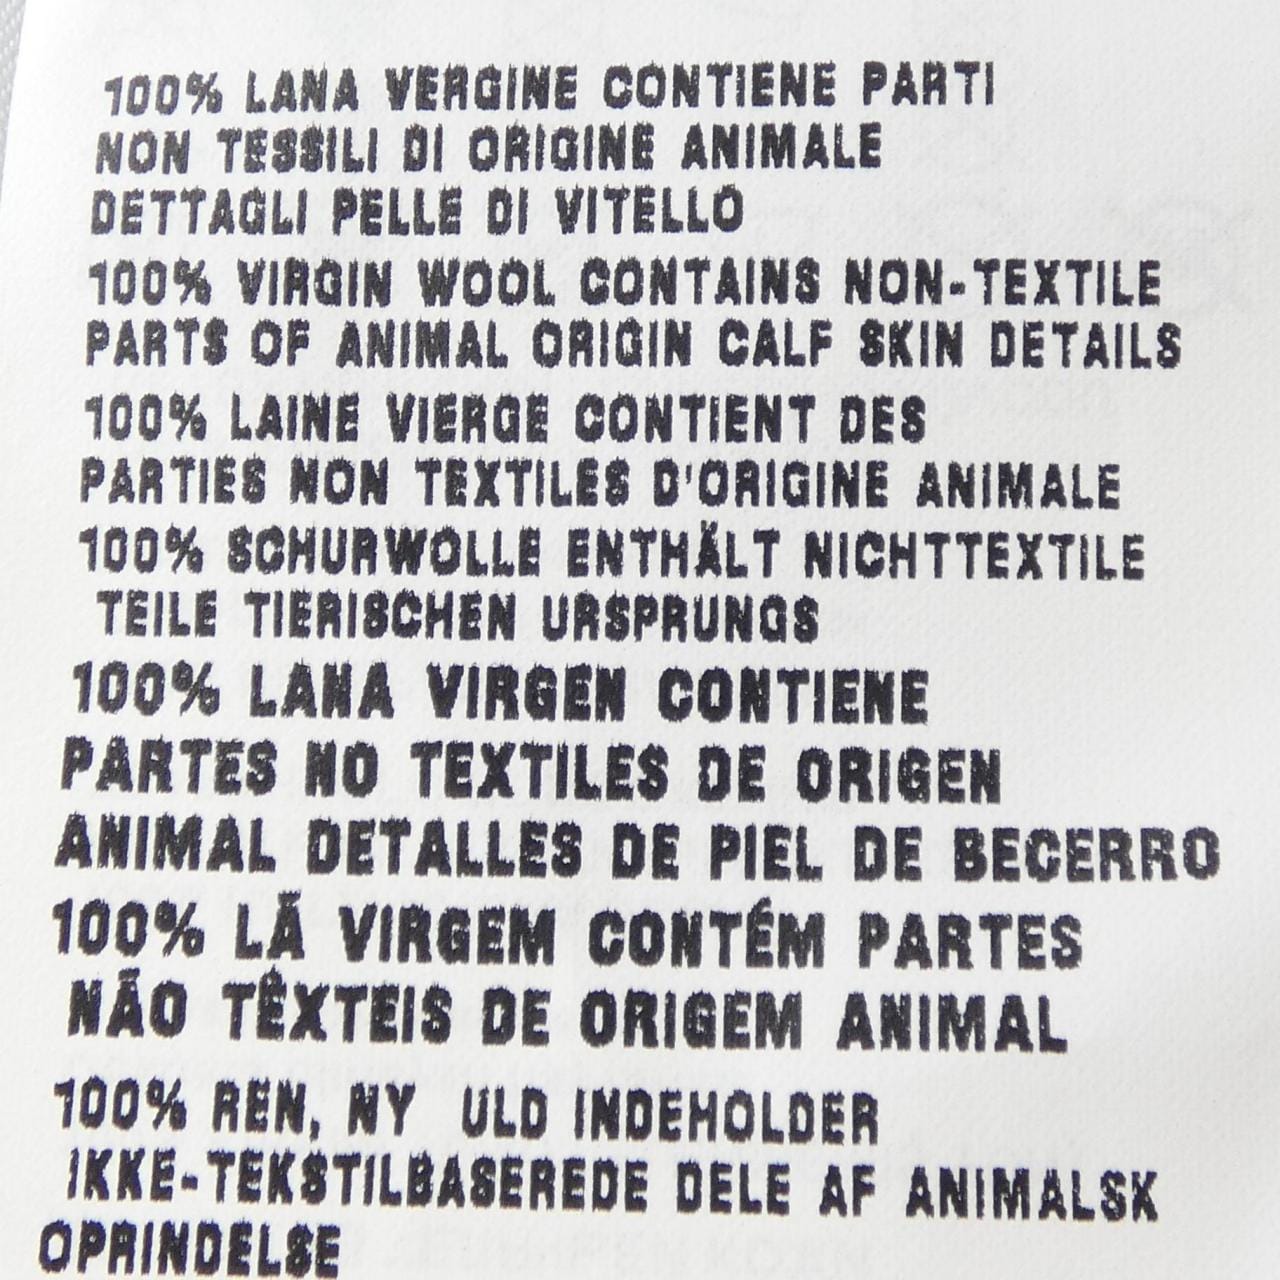 100% LANA VERGINE CONTIENE PARTI
NON TESSILI DI ORIGINE ANIMALE
DETTAGLI PELLE DI VITELLO
100% VIRGIN WOOL CONTAINS NON-TEXTILE
PARTS OF ANIMAL ORIGIN CALF SKIN DETAILS
100% LAINE VIERGE CONTIENT DES
PARTIES NON TEXTILES D'ORIGINE ANIMALE
100% SCHURWOLLE ENTHÄLT NICHTTEXTILE
TEILE TIERISCHEN URSPRUNGS
100% LANA VIRGEN CONTIENE
PARTES NO TEXTILES DE ORIGEN
ANIMAL DETALLES DE PIEL DE BECERRO
100% LÃ VIRGEM CONTÉM PARTES
NÃO TÊXTEIS DE ORIGEM ANIMAL
100% REN, NY ULD INDEHOLDER
IKKE-TEKSTILBASEREDE DELE AF ANIMALSK
OPRINDELSE